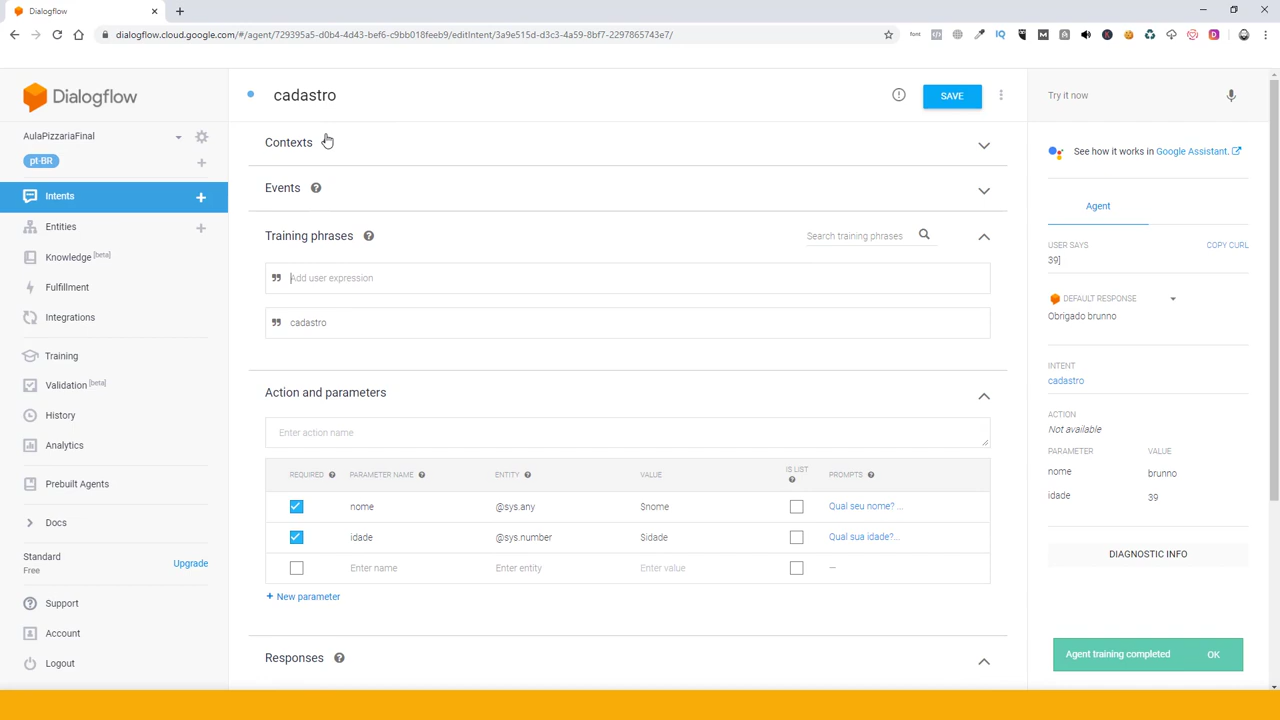 Dialogflow
dialogflow.cloud.google.com/#/agent/729395a5-d0b4-4d43-bef6-c9bb018feeb9/editIntent/3a9e515d-d3c3-4a59-8bf7-2297865743e7/
Dialogflow
AulaPizzariaFinal
pt-BR
Intents
Entities
Knowledge [beta]
Fulfillment
Integrations
Training
Validation [beta]
History
Analytics
Prebuilt Agents
Docs
Standard
Free
Upgrade
Support
Account
Logout
cadastro
SAVE
Contexts
Events
Training phrases
Search training phrases
Add user expression
cadastro
Action and parameters
Enter action name
REQUIRED PARAMETER NAME ENTITY VALUE IS LIST PROMPTS
nome @sys.any $nome Qual seu nome? ...
idade @sys.number $idade Qual sua idade?...
Enter name Enter entity Enter value —
+ New parameter
Responses
Try it now
See how it works in Google Assistant.
Agent
USER SAYS COPY CURL
39]
DEFAULT RESPONSE
Obrigado brunno
INTENT
cadastro
ACTION
Not available
PARAMETER VALUE
nome brunno
idade 39
DIAGNOSTIC INFO
Agent training completed OK